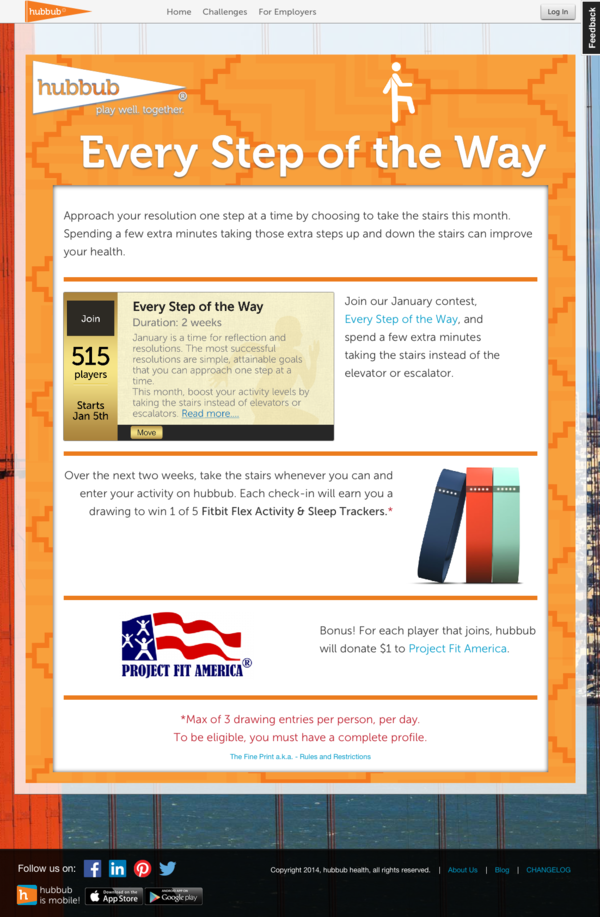 hubbub®
Home
Challenges
For Employers
Log In
Feedback
hubbub®
play well. together.
Every Step of the Way
Approach your resolution one step at a time by choosing to take the stairs this month.
Spending a few extra minutes taking those extra steps up and down the stairs can improve
your health.
Join
515
players
Starts
Jan 5th
Every Step of the Way
Duration: 2 weeks
January is a time for reflection and
resolutions. The most successful
resolutions are simple, attainable goals
that you can approach one step at a
time.
This month, boost your activity levels by
taking the stairs instead of elevators or
escalators. Read more....
Move
Join our January contest,
Every Step of the Way, and
spend a few extra minutes
taking the stairs instead of the
elevator or escalator.
Over the next two weeks, take the stairs whenever you can and
enter your activity on hubbub. Each check-in will earn you a
drawing to win 1 of 5 Fitbit Flex Activity & Sleep Trackers.*
PROJECT FIT AMERICA®
Bonus! For each player that joins, hubbub
will donate $1 to Project Fit America.
*Max of 3 drawing entries per person, per day.
To be eligible, you must have a complete profile.
The Fine Print a.k.a. - Rules and Restrictions
Follow us on:
Copyright 2014, hubbub health, all rights reserved. | About Us | Blog | CHANGELOG
hubbub
is mobile!
Download on the
App Store
ANDROID APP ON
Google play